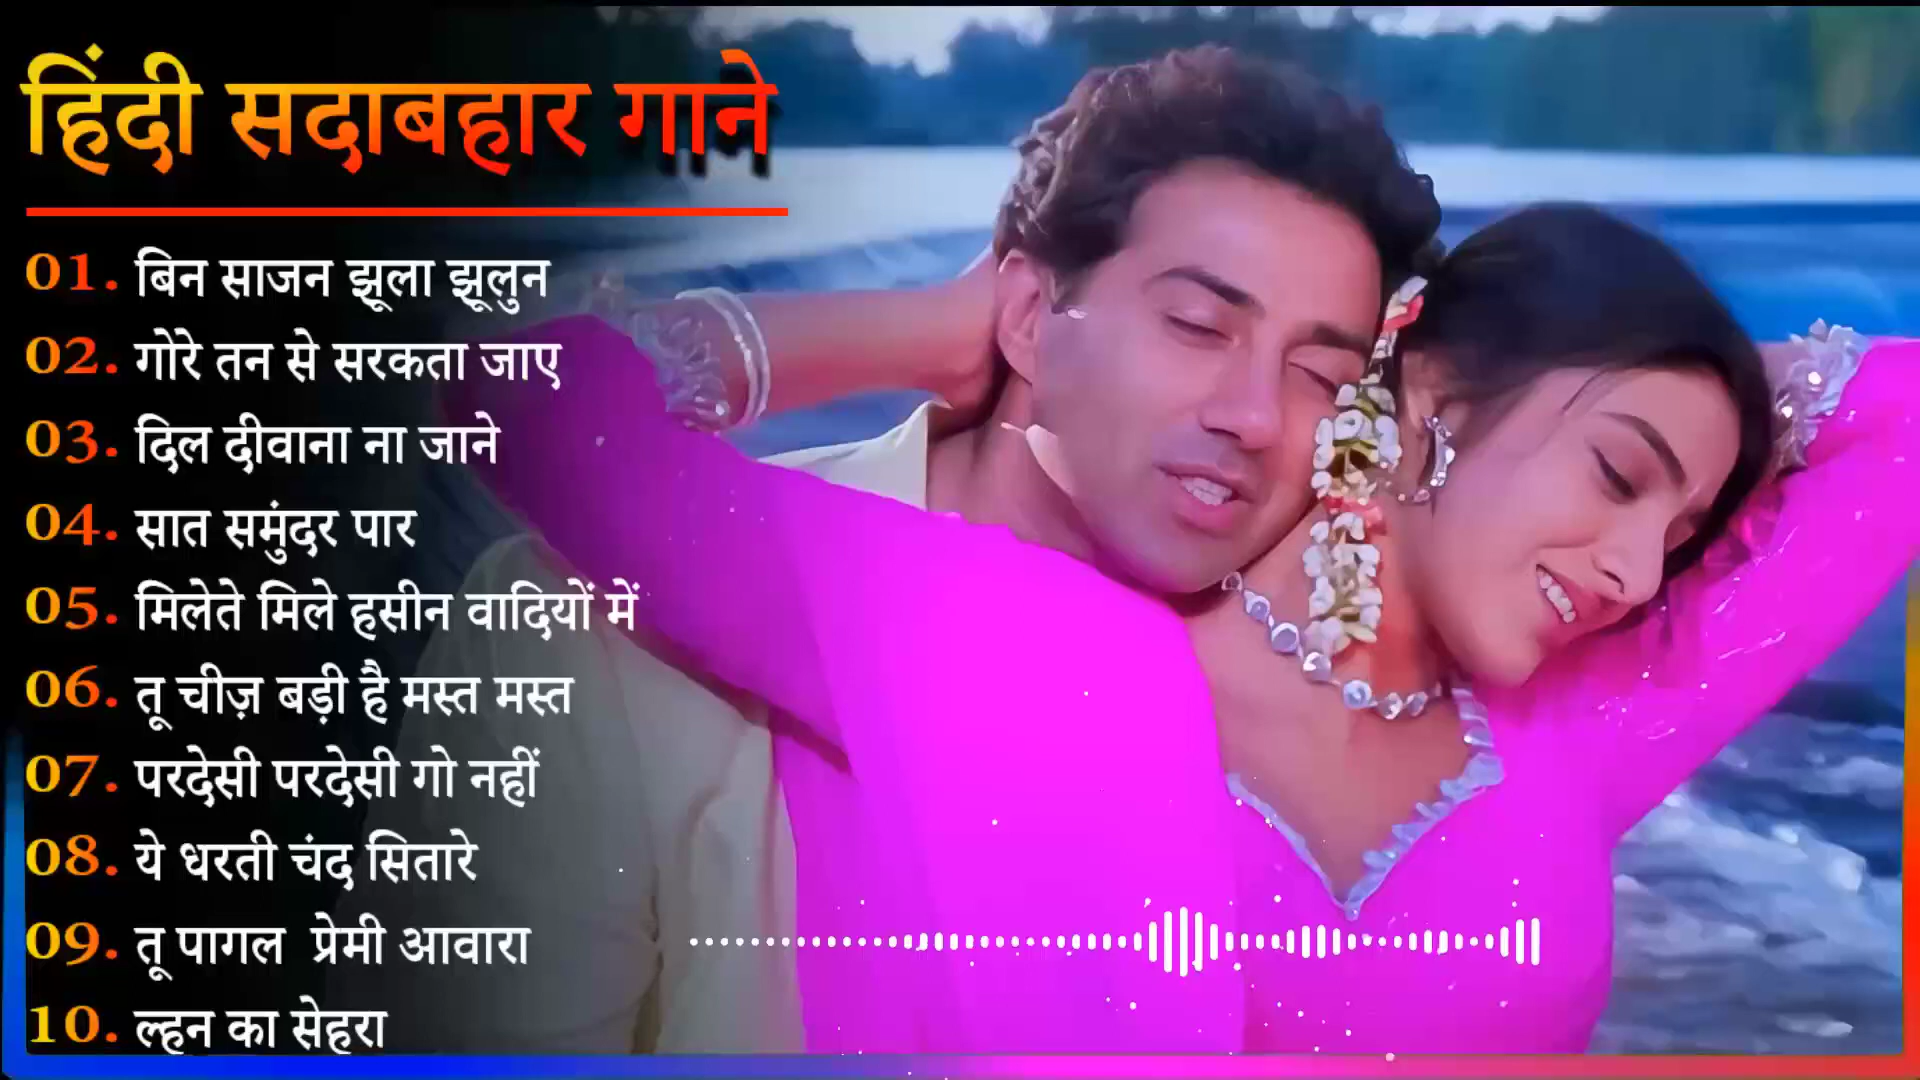 हिंदी सदाबहार गाने
01. बिन साजन झूला झूलुन
02. गोरे तन से सरकता जाए
03. दिल दीवाना ना जाने
04. सात समुंदर पार
05. मिलेते मिले हसीन वादियों में
06. तू चीज़ बड़ी है मस्त मस्त
07. परदेसी परदेसी गो नहीं
08. ये धरती चंद सितारे
09. तू पागल प्रेमी आवारा
10. ल्हन का सेहरा